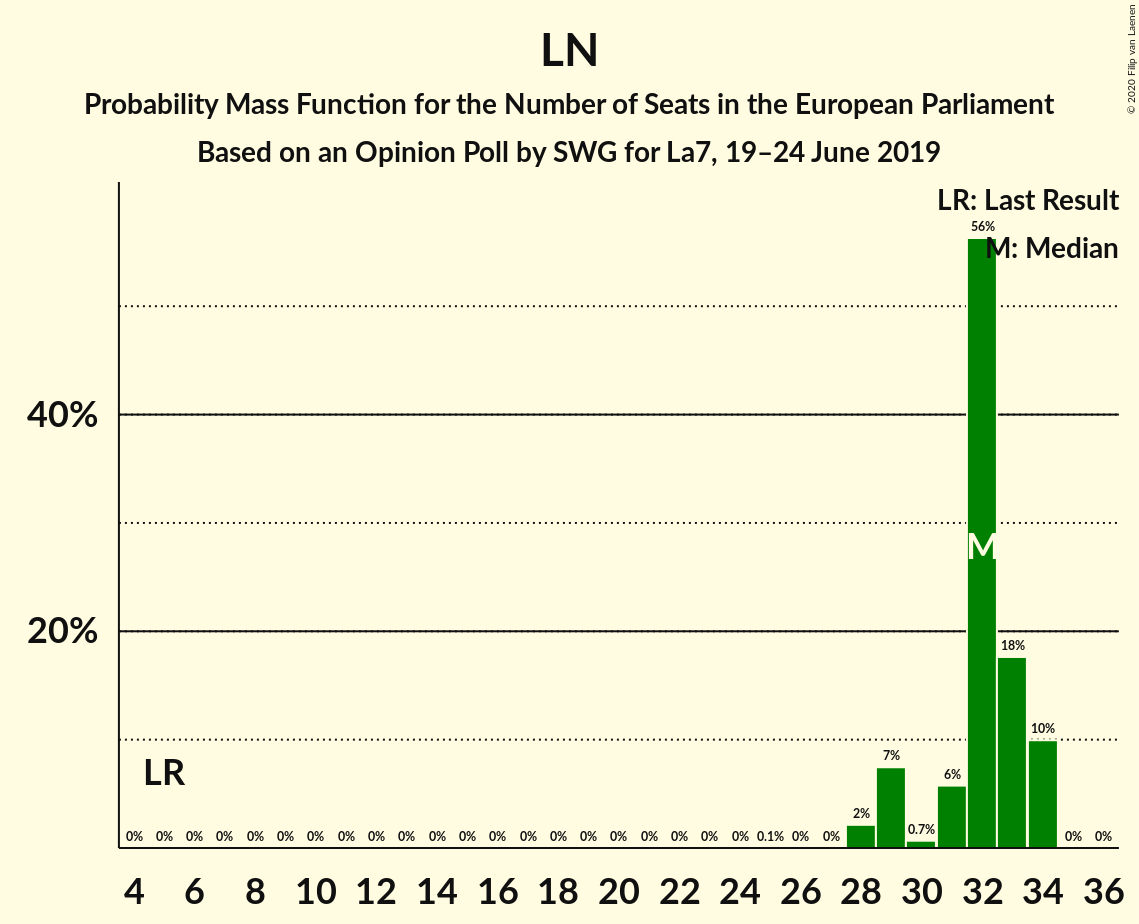 LN
Probability Mass Function for the Number of Seats in the European Parliament
Based on an Opinion Poll by SWG for La7, 19–24 June 2019
© 2020 Filip van Laenen
LR: Last Result
M: Median
56%
40%
M
20%
18%
10%
7%
6%
LR
2%
0.7%
0% 0% 0% 0% 0% 0% 0% 0% 0% 0% 0% 0% 0% 0% 0% 0% 0% 0% 0% 0% 0% 0.1% 0% 0% 0% 0%
4 6 8 10 12 14 16 18 20 22 24 26 28 30 32 34 36